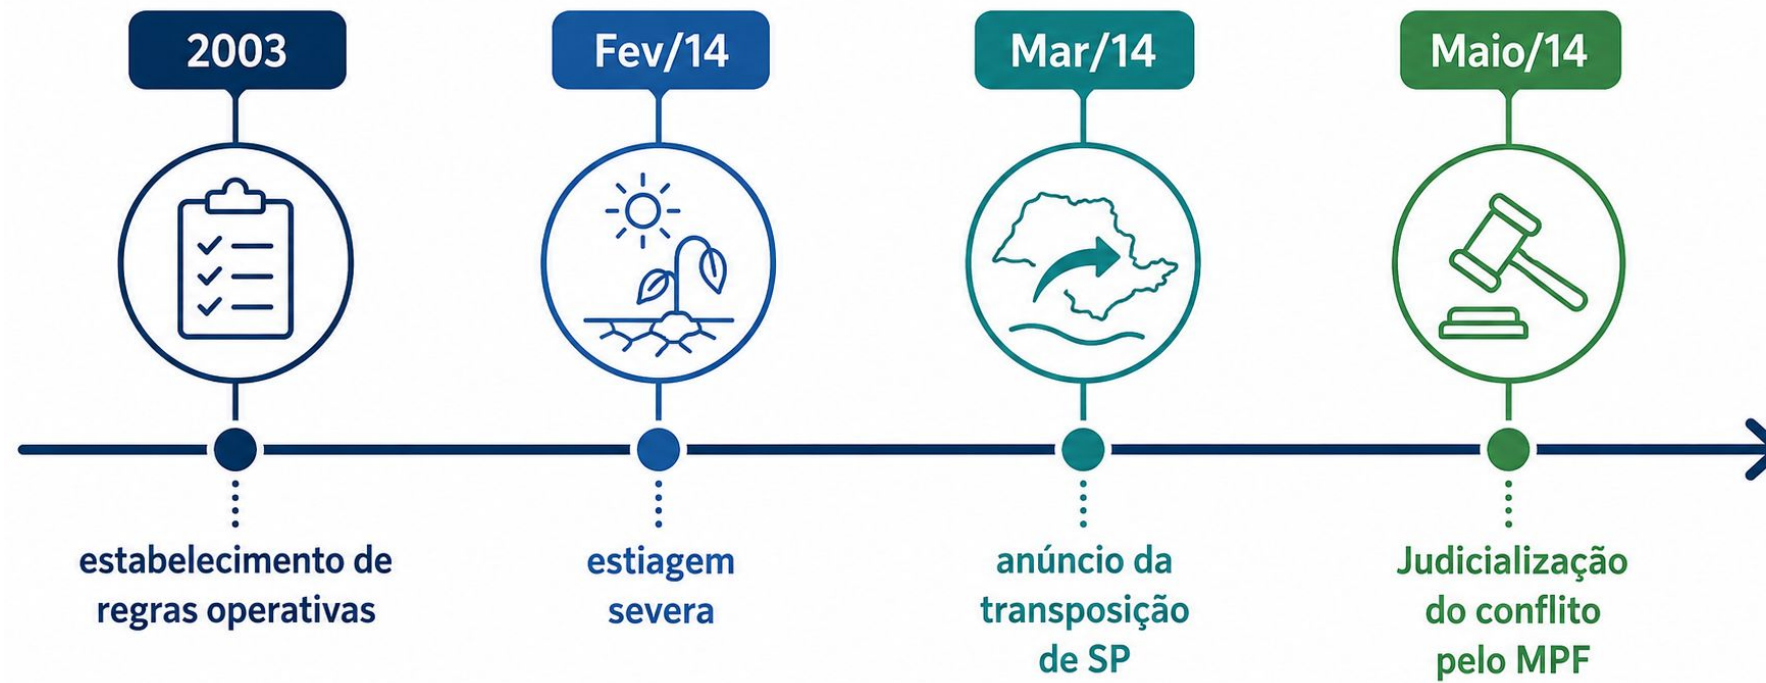 2003
Fev/14
Mar/14
Maio/14
estabelecimento de
regras operativas
estiagem
severa
anúncio da
transposição
de SP
Judicialização
do conflito
pelo MPF